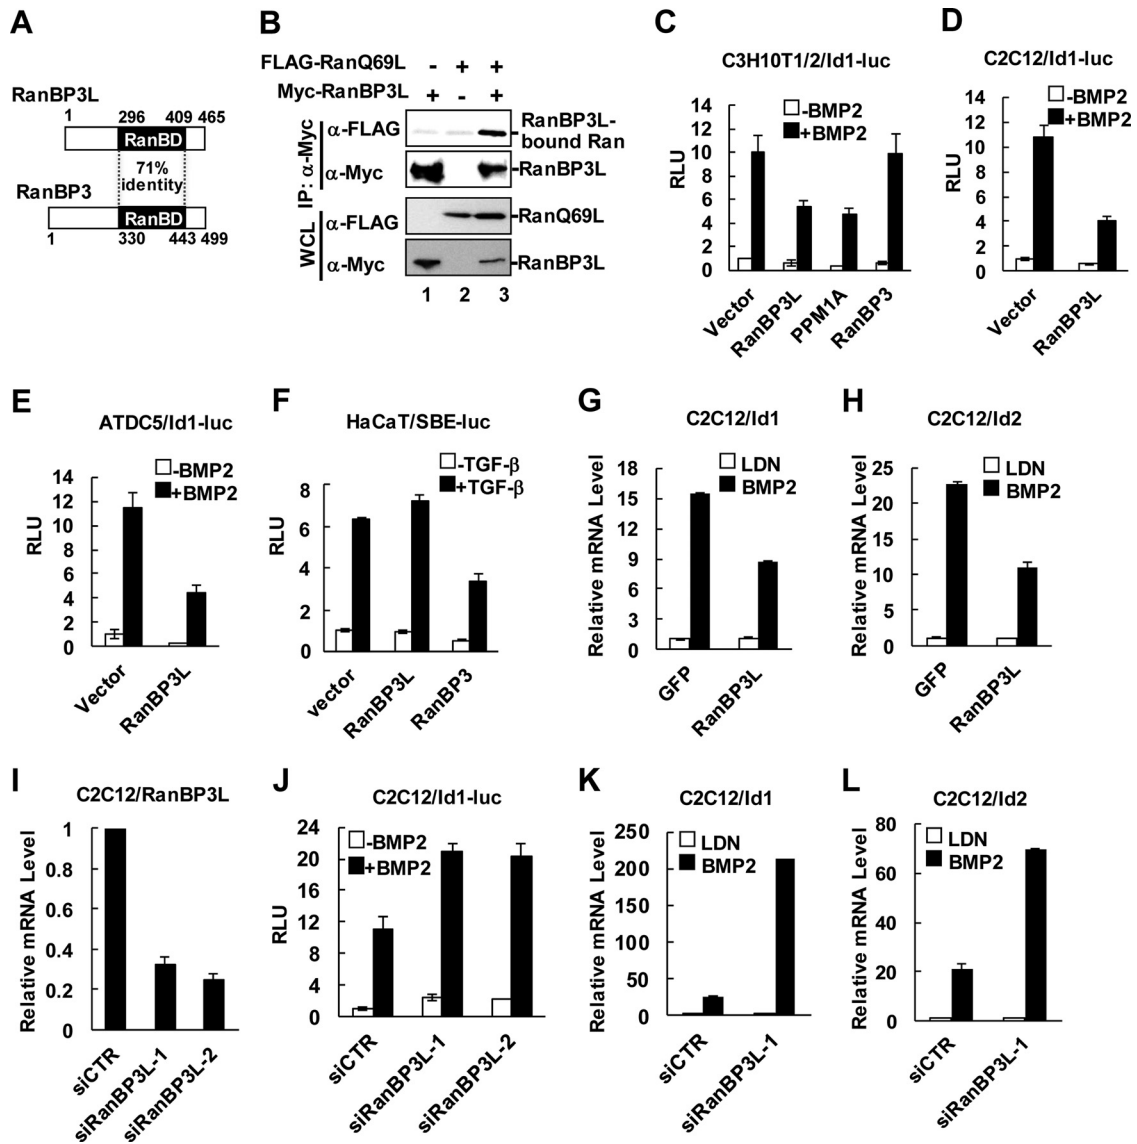 A
RanBP3L
1 296 409 465
RanBD
71%
identity
RanBP3
RanBD
1 330 443 499
B
FLAG-RanQ69L - + +
Myc-RanBP3L + - +
IP: α-Myc
α-FLAG
RanBP3L-
bound Ran
α-Myc
RanBP3L
WCL
α-FLAG
RanQ69L
α-Myc
RanBP3L
1 2 3
C
C3H10T1/2/Id1-luc
-BMP2
+BMP2
RLU
14
12
10
8
6
4
2
0
Vector
RanBP3L
PPM1A
RanBP3
D
C2C12/Id1-luc
-BMP2
+BMP2
RLU
14
12
10
8
6
4
2
0
Vector
RanBP3L
E
ATDC5/Id1-luc
-BMP2
+BMP2
RLU
14
12
10
8
6
4
2
0
Vector
RanBP3L
F
HaCaT/SBE-luc
-TGF-β
+TGF-β
RLU
8
6
4
2
0
vector
RanBP3L
RanBP3
G
C2C12/Id1
LDN
BMP2
Relative mRNA Level
18
15
12
9
6
3
0
GFP
RanBP3L
H
C2C12/Id2
LDN
BMP2
Relative mRNA Level
25
20
15
10
5
0
GFP
RanBP3L
I
C2C12/RanBP3L
Relative mRNA Level
1
0.8
0.6
0.4
0.2
0
siCTR
siRanBP3L-1
siRanBP3L-2
J
C2C12/Id1-luc
-BMP2
+BMP2
RLU
24
20
16
12
8
4
0
siCTR
siRanBP3L-1
siRanBP3L-2
K
C2C12/Id1
LDN
BMP2
Relative mRNA Level
250
200
150
100
50
0
siCTR
siRanBP3L-1
L
C2C12/Id2
LDN
BMP2
Relative mRNA Level
80
60
40
20
0
siCTR
siRanBP3L-1